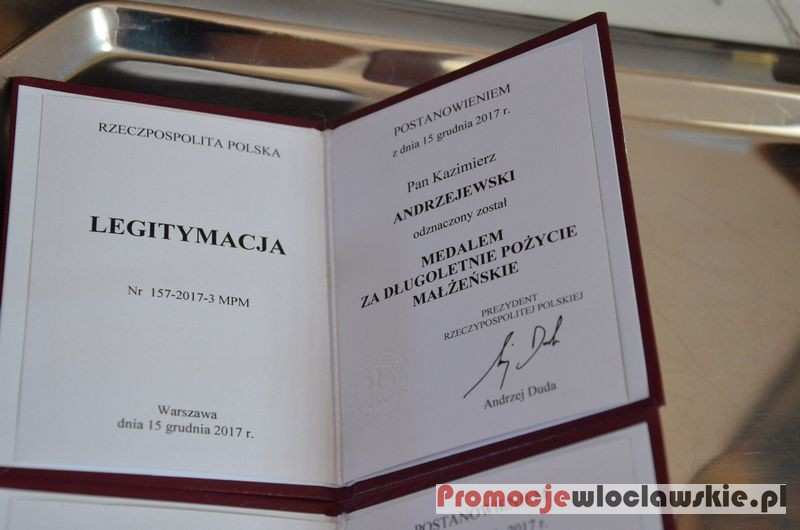 RZECZPOSPOLITA POLSKA
LEGITYMACJA
Nr 157-2017-3 MPM
Warszawa
dnia 15 grudnia 2017 r.
POSTANOWIENIEM
z dnia 15 grudnia 2017 r.
Pan Kazimierz
ANDRZEJEWSKI
odznaczony został
MEDALEM
ZA DŁUGOLETNIE POŻYCIE
MAŁŻEŃSKIE
PREZYDENT
RZECZYPOSPOLITEJ POLSKIEJ
Andrzej Duda
POSTANOWIENIEM
Promocjewloclawskie.pl